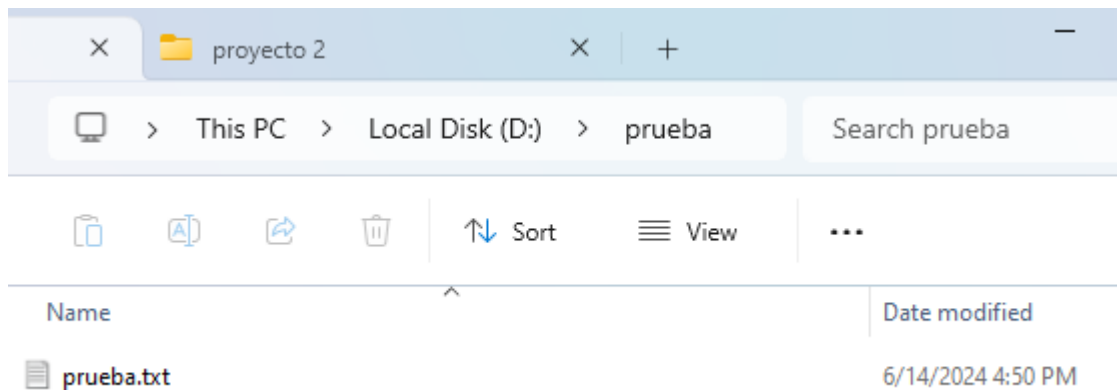 proyecto 2
This PC > Local Disk (D:) > prueba Search prueba
Sort View ...
Name Date modified
prueba.txt 6/14/2024 4:50 PM